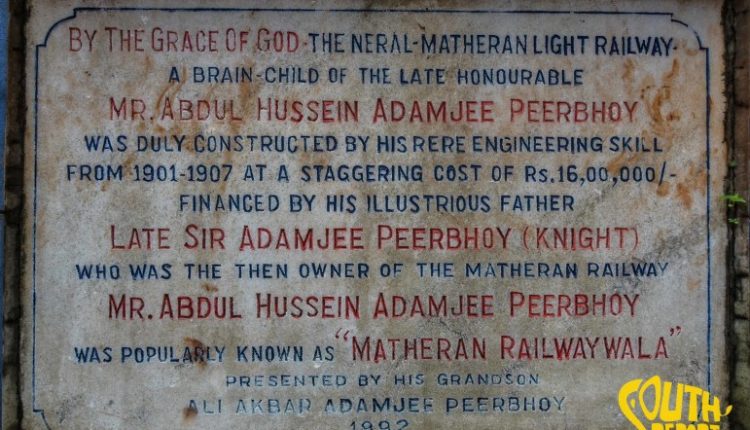 BY THE GRACE OF GOD·THE NERAL-MATHERAN LIGHT RAILWAY·
A BRAIN-CHILD OF THE LATE HONOURABLE
MR. ABDUL HUSSEIN ADAMJEE PEERBHOY
WAS DULY CONSTRUCTED BY HIS RERE ENGINEERING SKILL
FROM 1901-1907 AT A STAGGERING COST OF Rs.16,00,000/-
FINANCED BY HIS ILLUSTRIOUS FATHER
LATE SIR ADAMJEE PEERBHOY (KNIGHT)
WHO WAS THE THEN OWNER OF THE MATHERAN RAILWAY
MR. ABDUL HUSSEIN ADAMJEE PEERBHOY
WAS POPULARLY KNOWN AS "MATHERAN RAILWAYWALA"
PRESENTED BY HIS GRANDSON
ALI AKBAR ADAMJEE PEERBHOY
1992
YOUTH